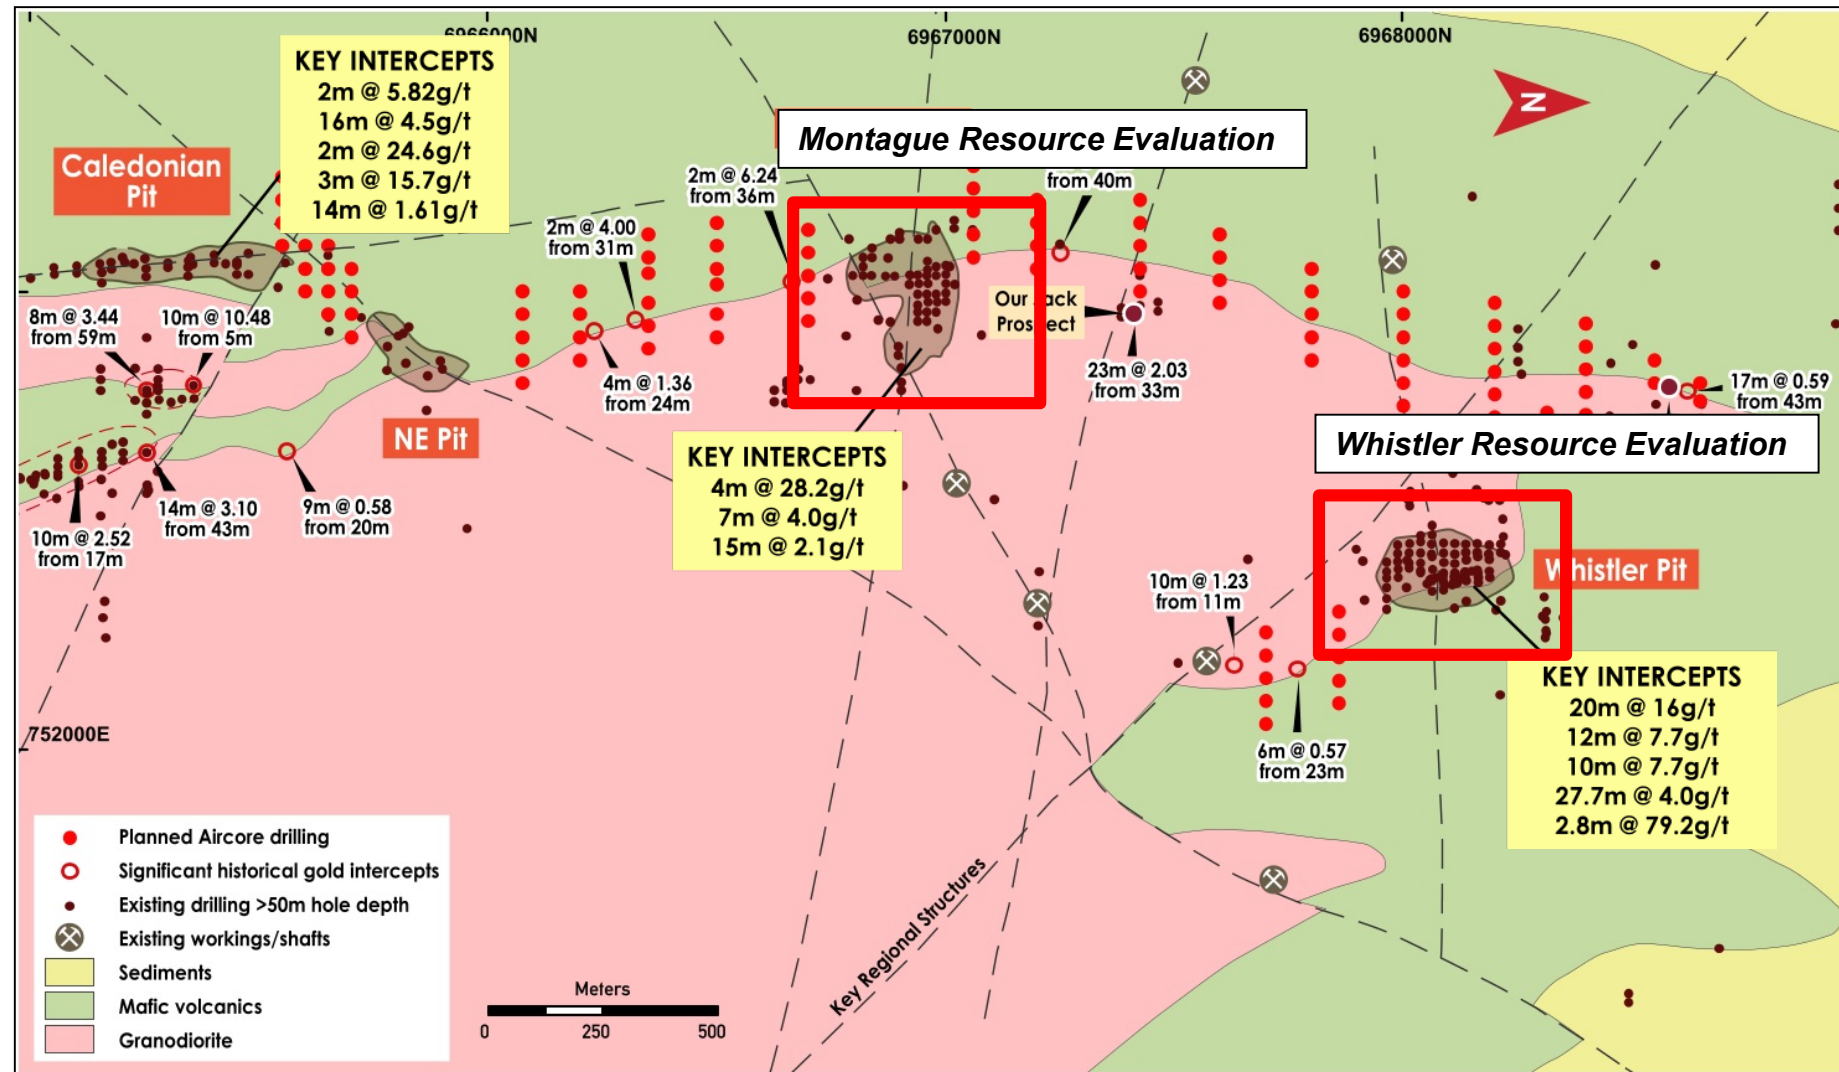 6966000N
6967000N
6968000N
KEY INTERCEPTS
2m @ 5.82g/t
16m @ 4.5g/t
2m @ 24.6g/t
3m @ 15.7g/t
14m @ 1.61g/t
N
Montague Resource Evaluation
Caledonian
Pit
2m @ 6.24
from 36m
from 40m
2m @ 4.00
from 31m
8m @ 3.44
from 59m
10m @ 10.48
from 5m
Our Jack
Prospect
4m @ 1.36
from 24m
23m @ 2.03
from 33m
17m @ 0.59
from 43m
NE Pit
Whistler Resource Evaluation
KEY INTERCEPTS
4m @ 28.2g/t
7m @ 4.0g/t
15m @ 2.1g/t
10m @ 2.52
from 17m
14m @ 3.10
from 43m
9m @ 0.58
from 20m
Whistler Pit
10m @ 1.23
from 11m
6m @ 0.57
from 23m
KEY INTERCEPTS
20m @ 16g/t
12m @ 7.7g/t
10m @ 7.7g/t
27.7m @ 4.0g/t
2.8m @ 79.2g/t
752000E
Key Regional Structures
Planned Aircore drilling
Significant historical gold intercepts
Existing drilling >50m hole depth
Existing workings/shafts
Sediments
Mafic volcanics
Granodiorite
Meters
0 250 500